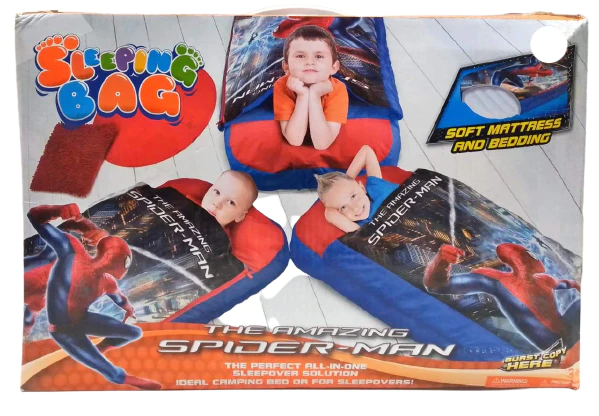 SLEEPING
BAG
SOFT MATTRESS
AND BEDDING
THE AMAZING
SPIDER-MAN
THE AMAZING
SPIDER-MAN
THE AMAZING
SPIDER-MAN
THE PERFECT ALL-IN-ONE
SLEEPOVER SOLUTION
IDEAL CAMPING BED OR FOR SLEEPOVERS!
BURST COPY
HERE
WARNING